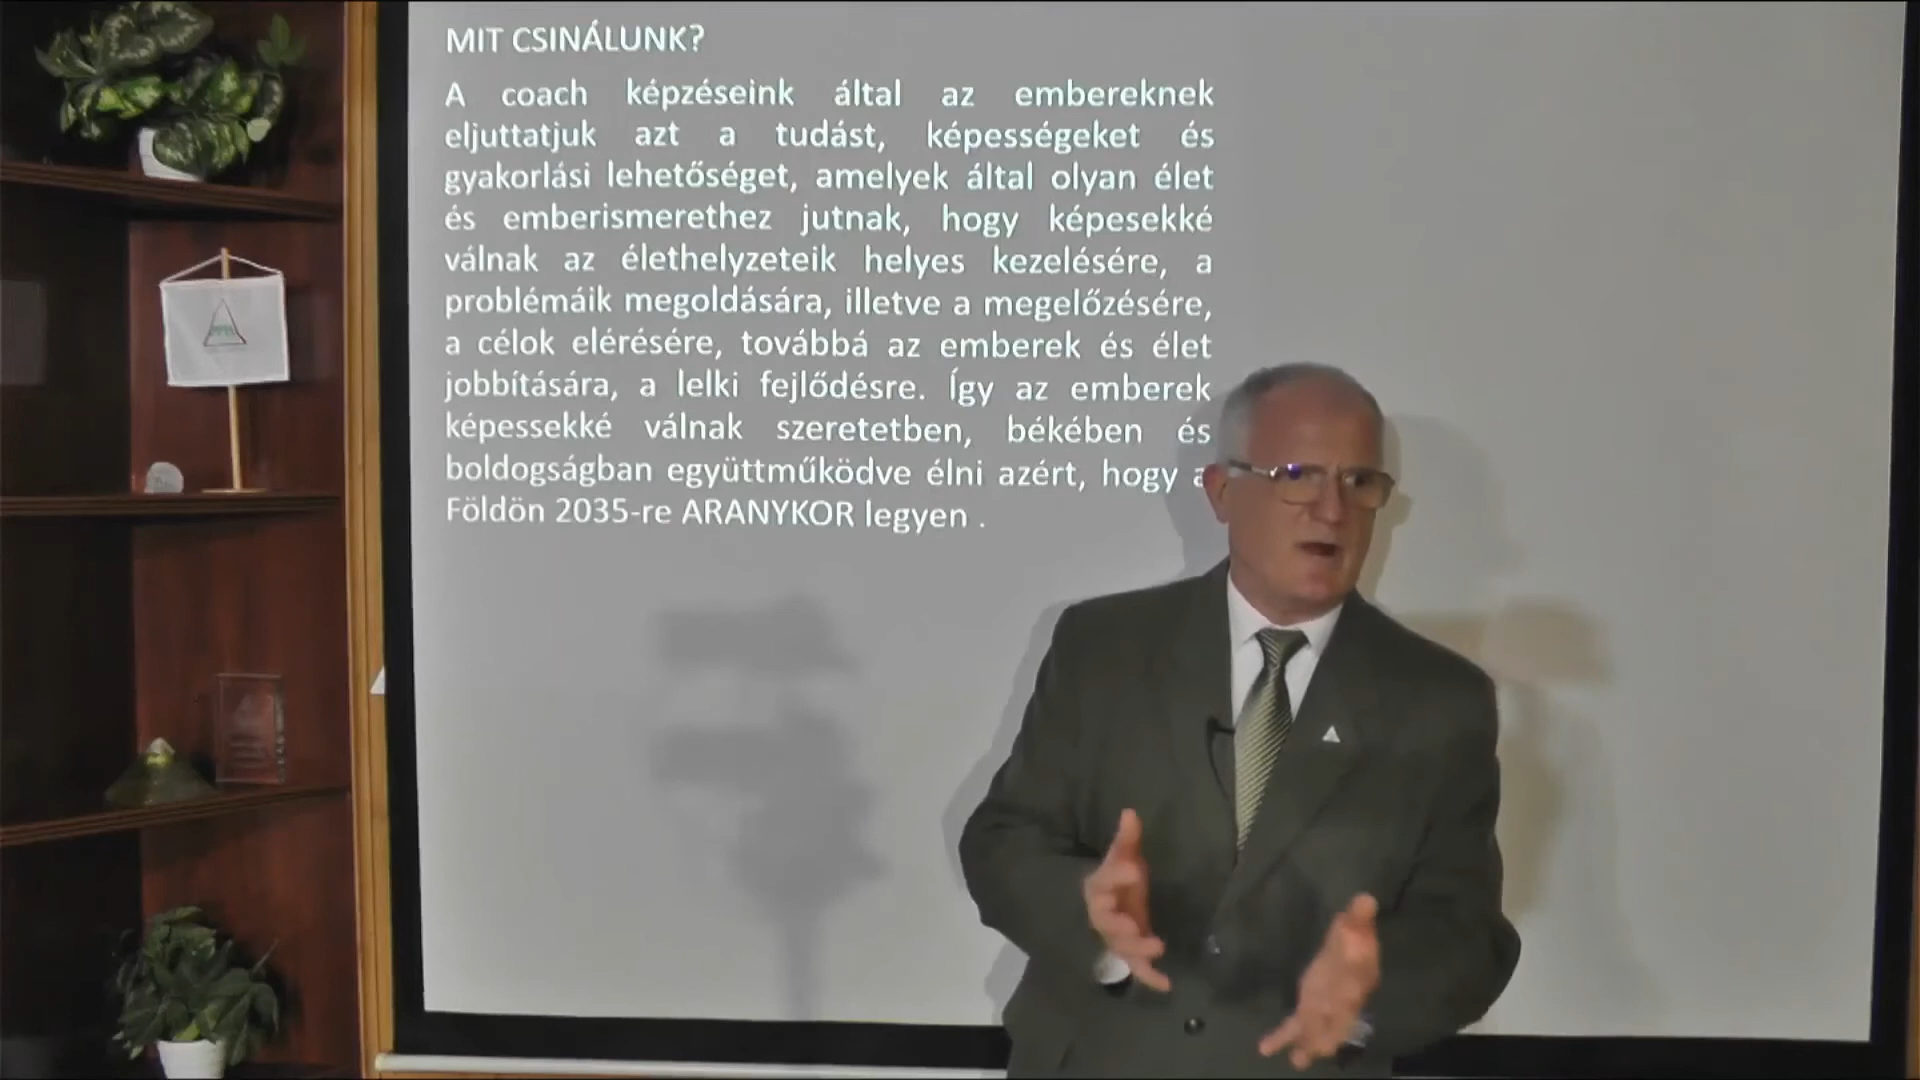 MIT CSINÁLUNK?
A coach képzéseink által az embereknek
eljuttatjuk azt a tudást, képességeket és
gyakorlási lehetőséget, amelyek által olyan élet
és emberismerethez jutnak, hogy képesekké
válnak az élethelyzeteik helyes kezelésére, a
problémáik megoldására, illetve a megelőzésére,
a célok elérésére, továbbá az emberek és élet
jobbítására, a lelki fejlődésre. Így az emberek
képessekké válnak szeretetben, békében és
boldogságban együttműködve élni azért, hogy a
Földön 2035-re ARANYKOR legyen .